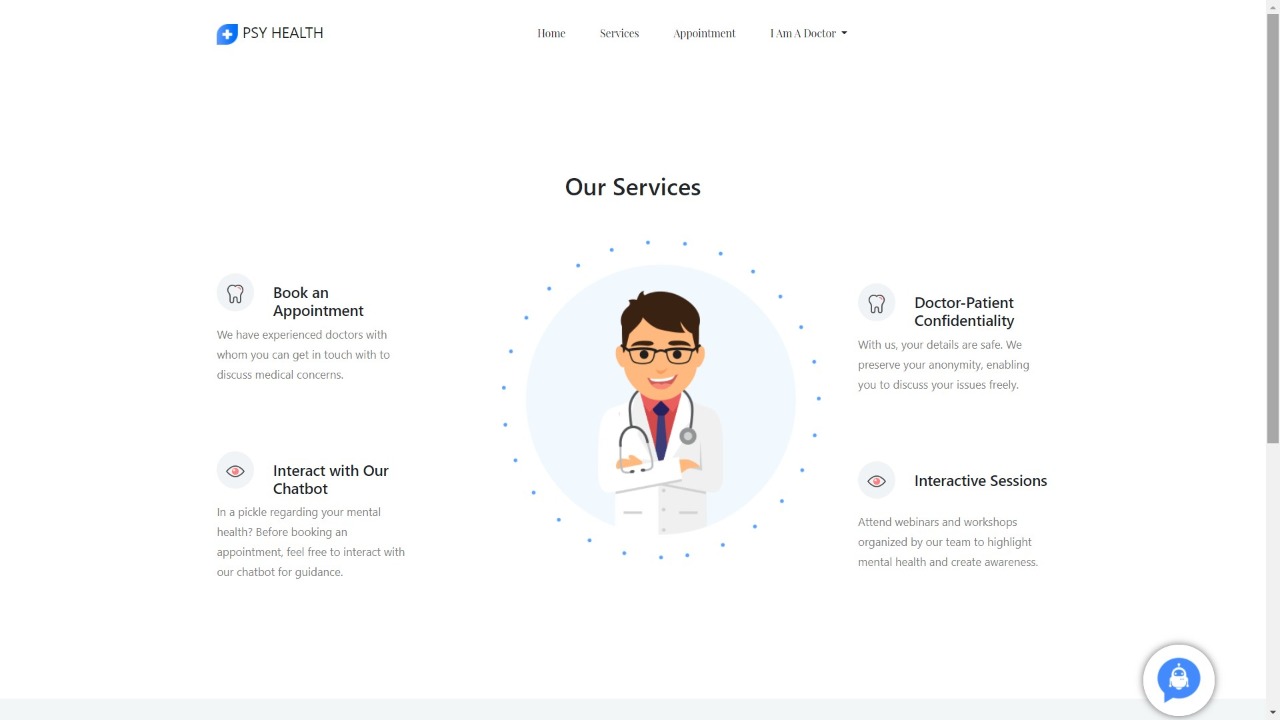 PSY HEALTH
Home
Services
Appointment
I Am A Doctor
Our Services
Book an
Appointment
We have experienced doctors with
whom you can get in touch with to
discuss medical concerns.
Interact with Our
Chatbot
In a pickle regarding your mental
health? Before booking an
appointment, feel free to interact with
our chatbot for guidance.
Doctor-Patient
Confidentiality
With us, your details are safe. We
preserve your anonymity, enabling
you to discuss your issues freely.
Interactive Sessions
Attend webinars and workshops
organized by our team to highlight
mental health and create awareness.